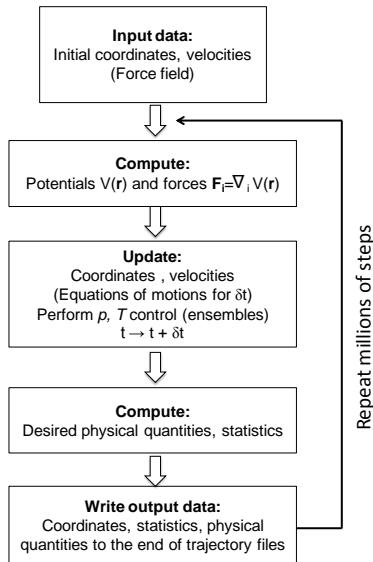 Input data:
Initial coordinates, velocities
(Force field)
Compute:
Potentials V(r) and forces Fᵢ=∇ᵢ V(r)
Update:
Coordinates , velocities
(Equations of motions for δt)
Perform p, T control (ensembles)
t → t + δt
Compute:
Desired physical quantities, statistics
Write output data:
Coordinates, statistics, physical
quantities to the end of trajectory files
Repeat millions of steps